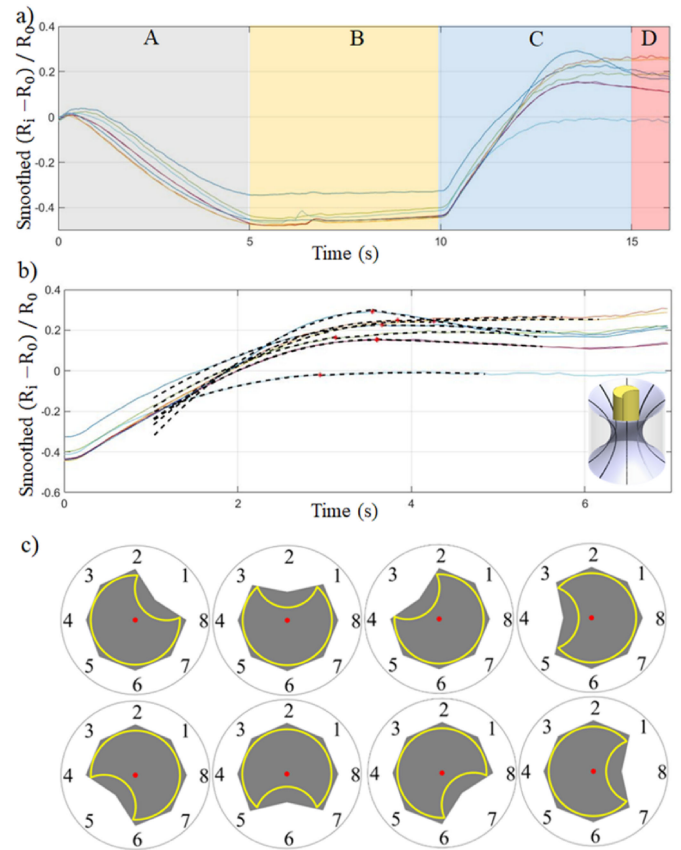 a)
A B C D
Smoothed (Rᵢ −R₀) / R₀
0.4
0.2
0
-0.2
-0.4
0 5 10 15
Time (s)
b)
Smoothed (Rᵢ −R₀) / R₀
0.4
0.2
0
-0.2
-0.4
-0.6
0 2 4 6
Time (s)
c)
2 2 2 2
3 1 3 1 3 1 3 1
4 8 4 8 4 8 4 8
5 7 5 7 5 7 5 7
6 6 6 6
2 2 2 2
3 1 3 1 3 1 3 1
4 8 4 8 4 8 4 8
5 7 5 7 5 7 5 7
6 6 6 6